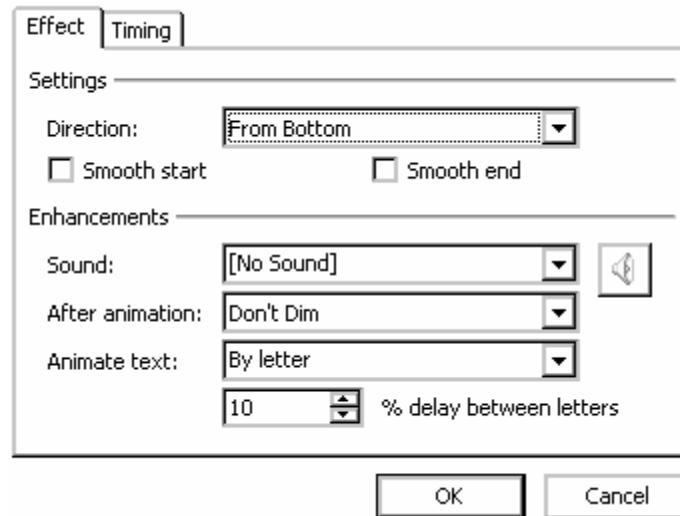 Effect Timing
Settings
Direction: From Bottom
Smooth start Smooth end
Enhancements
Sound: [No Sound]
After animation: Don't Dim
Animate text: By letter
10 % delay between letters
OK Cancel